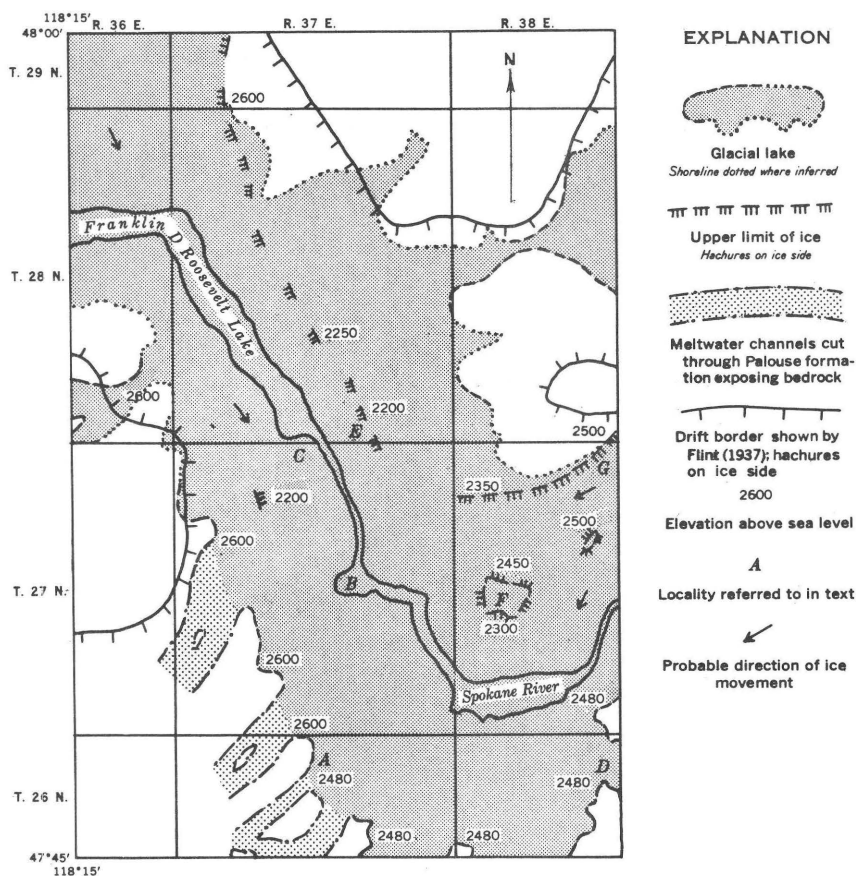 118°15'
R. 36 E.
R. 37 E.
R. 38 E.
48°00'
T. 29 N.
N
2600
Franklin D Roosevelt Lake
T. 28 N.
2250
2600
2200
E
2500
C
G
2350
2200
2500
2600
2450
B
F
T. 27 N.
2300
2600
Spokane River
2480
2600
A
D
2480
2480
T. 26 N.
2480
2480
47°45'
118°15'
EXPLANATION
Glacial lake
Shoreline dotted where inferred
Upper limit of ice
Hachures on ice side
Meltwater channels cut
through Palouse forma-
tion exposing bedrock
Drift border shown by
Flint (1937); hachures
on ice side
2600
Elevation above sea level
A
Locality referred to in text
Probable direction of ice
movement